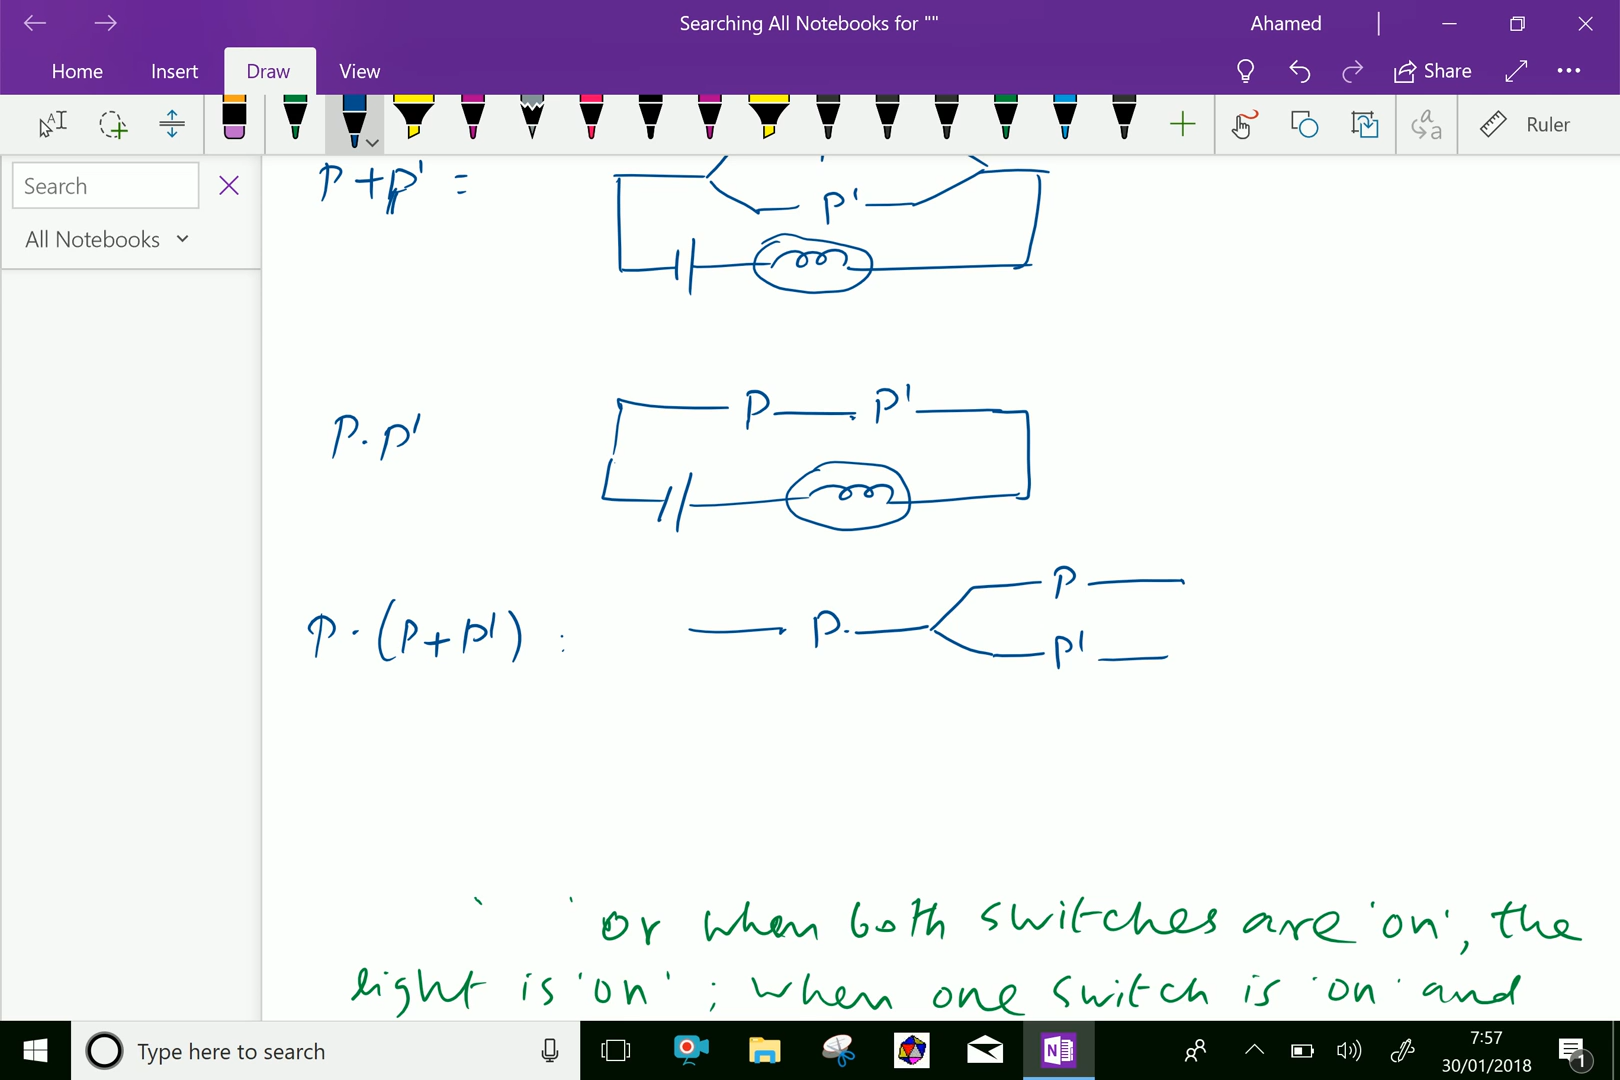 Searching All Notebooks for ""
Ahamed
Home Insert Draw View
Share
Ruler
Search
All Notebooks
P+P' =
P'
P.P'
P P'
P.(P+P') :
P. P
P'
or when both switches are 'on', the
light is 'on' ; when one switch is 'on' and
Type here to search
7:57
30/01/2018
1